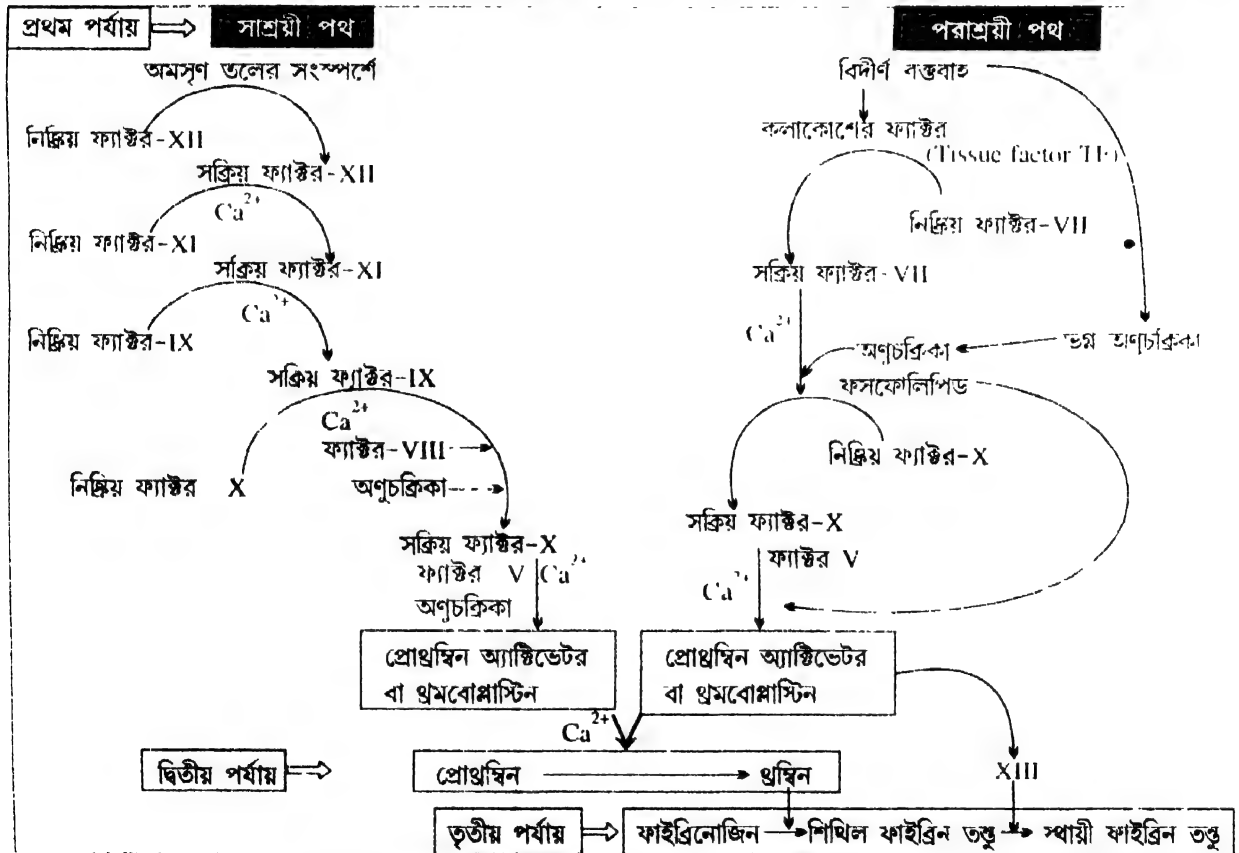 প্রথম পর্যায়
সাশ্রয়ী পথ
অমসৃণ তলের সংস্পর্শে
নিষ্ক্রিয় ফ্যাক্টর-XII
সক্রিয় ফ্যাক্টর-XII
Ca²⁺
নিষ্ক্রিয় ফ্যাক্টর-XI
সক্রিয় ফ্যাক্টর-XI
Ca²⁺
নিষ্ক্রিয় ফ্যাক্টর-IX
সক্রিয় ফ্যাক্টর-IX
Ca²⁺
ফ্যাক্টর-VIII
নিষ্ক্রিয় ফ্যাক্টর X
অণুচক্রিকা
সক্রিয় ফ্যাক্টর-X
ফ্যাক্টর V Ca²⁺
অণুচক্রিকা
প্রোথ্রম্বিন অ্যাক্টিভেটর
বা থ্রমবোপ্লাস্টিন
পরাশ্রয়ী পথ
বিদীর্ণ রক্তবাহ
কলাকোশের ফ্যাক্টর
(Tissue factor TF)
নিষ্ক্রিয় ফ্যাক্টর-VII
সক্রিয় ফ্যাক্টর-VII
Ca²⁺
ভগ্ন অণুচক্রিকা
অণুচক্রিকা
ফসফোলিপিড
নিষ্ক্রিয় ফ্যাক্টর-X
সক্রিয় ফ্যাক্টর-X
ফ্যাক্টর V
Ca²⁺
প্রোথ্রম্বিন অ্যাক্টিভেটর
বা থ্রমবোপ্লাস্টিন
Ca²⁺
দ্বিতীয় পর্যায়
প্রোথ্রম্বিন থ্রম্বিন
XIII
তৃতীয় পর্যায়
ফাইব্রিনোজিন শিথিল ফাইব্রিন তন্তু স্থায়ী ফাইব্রিন তন্তু